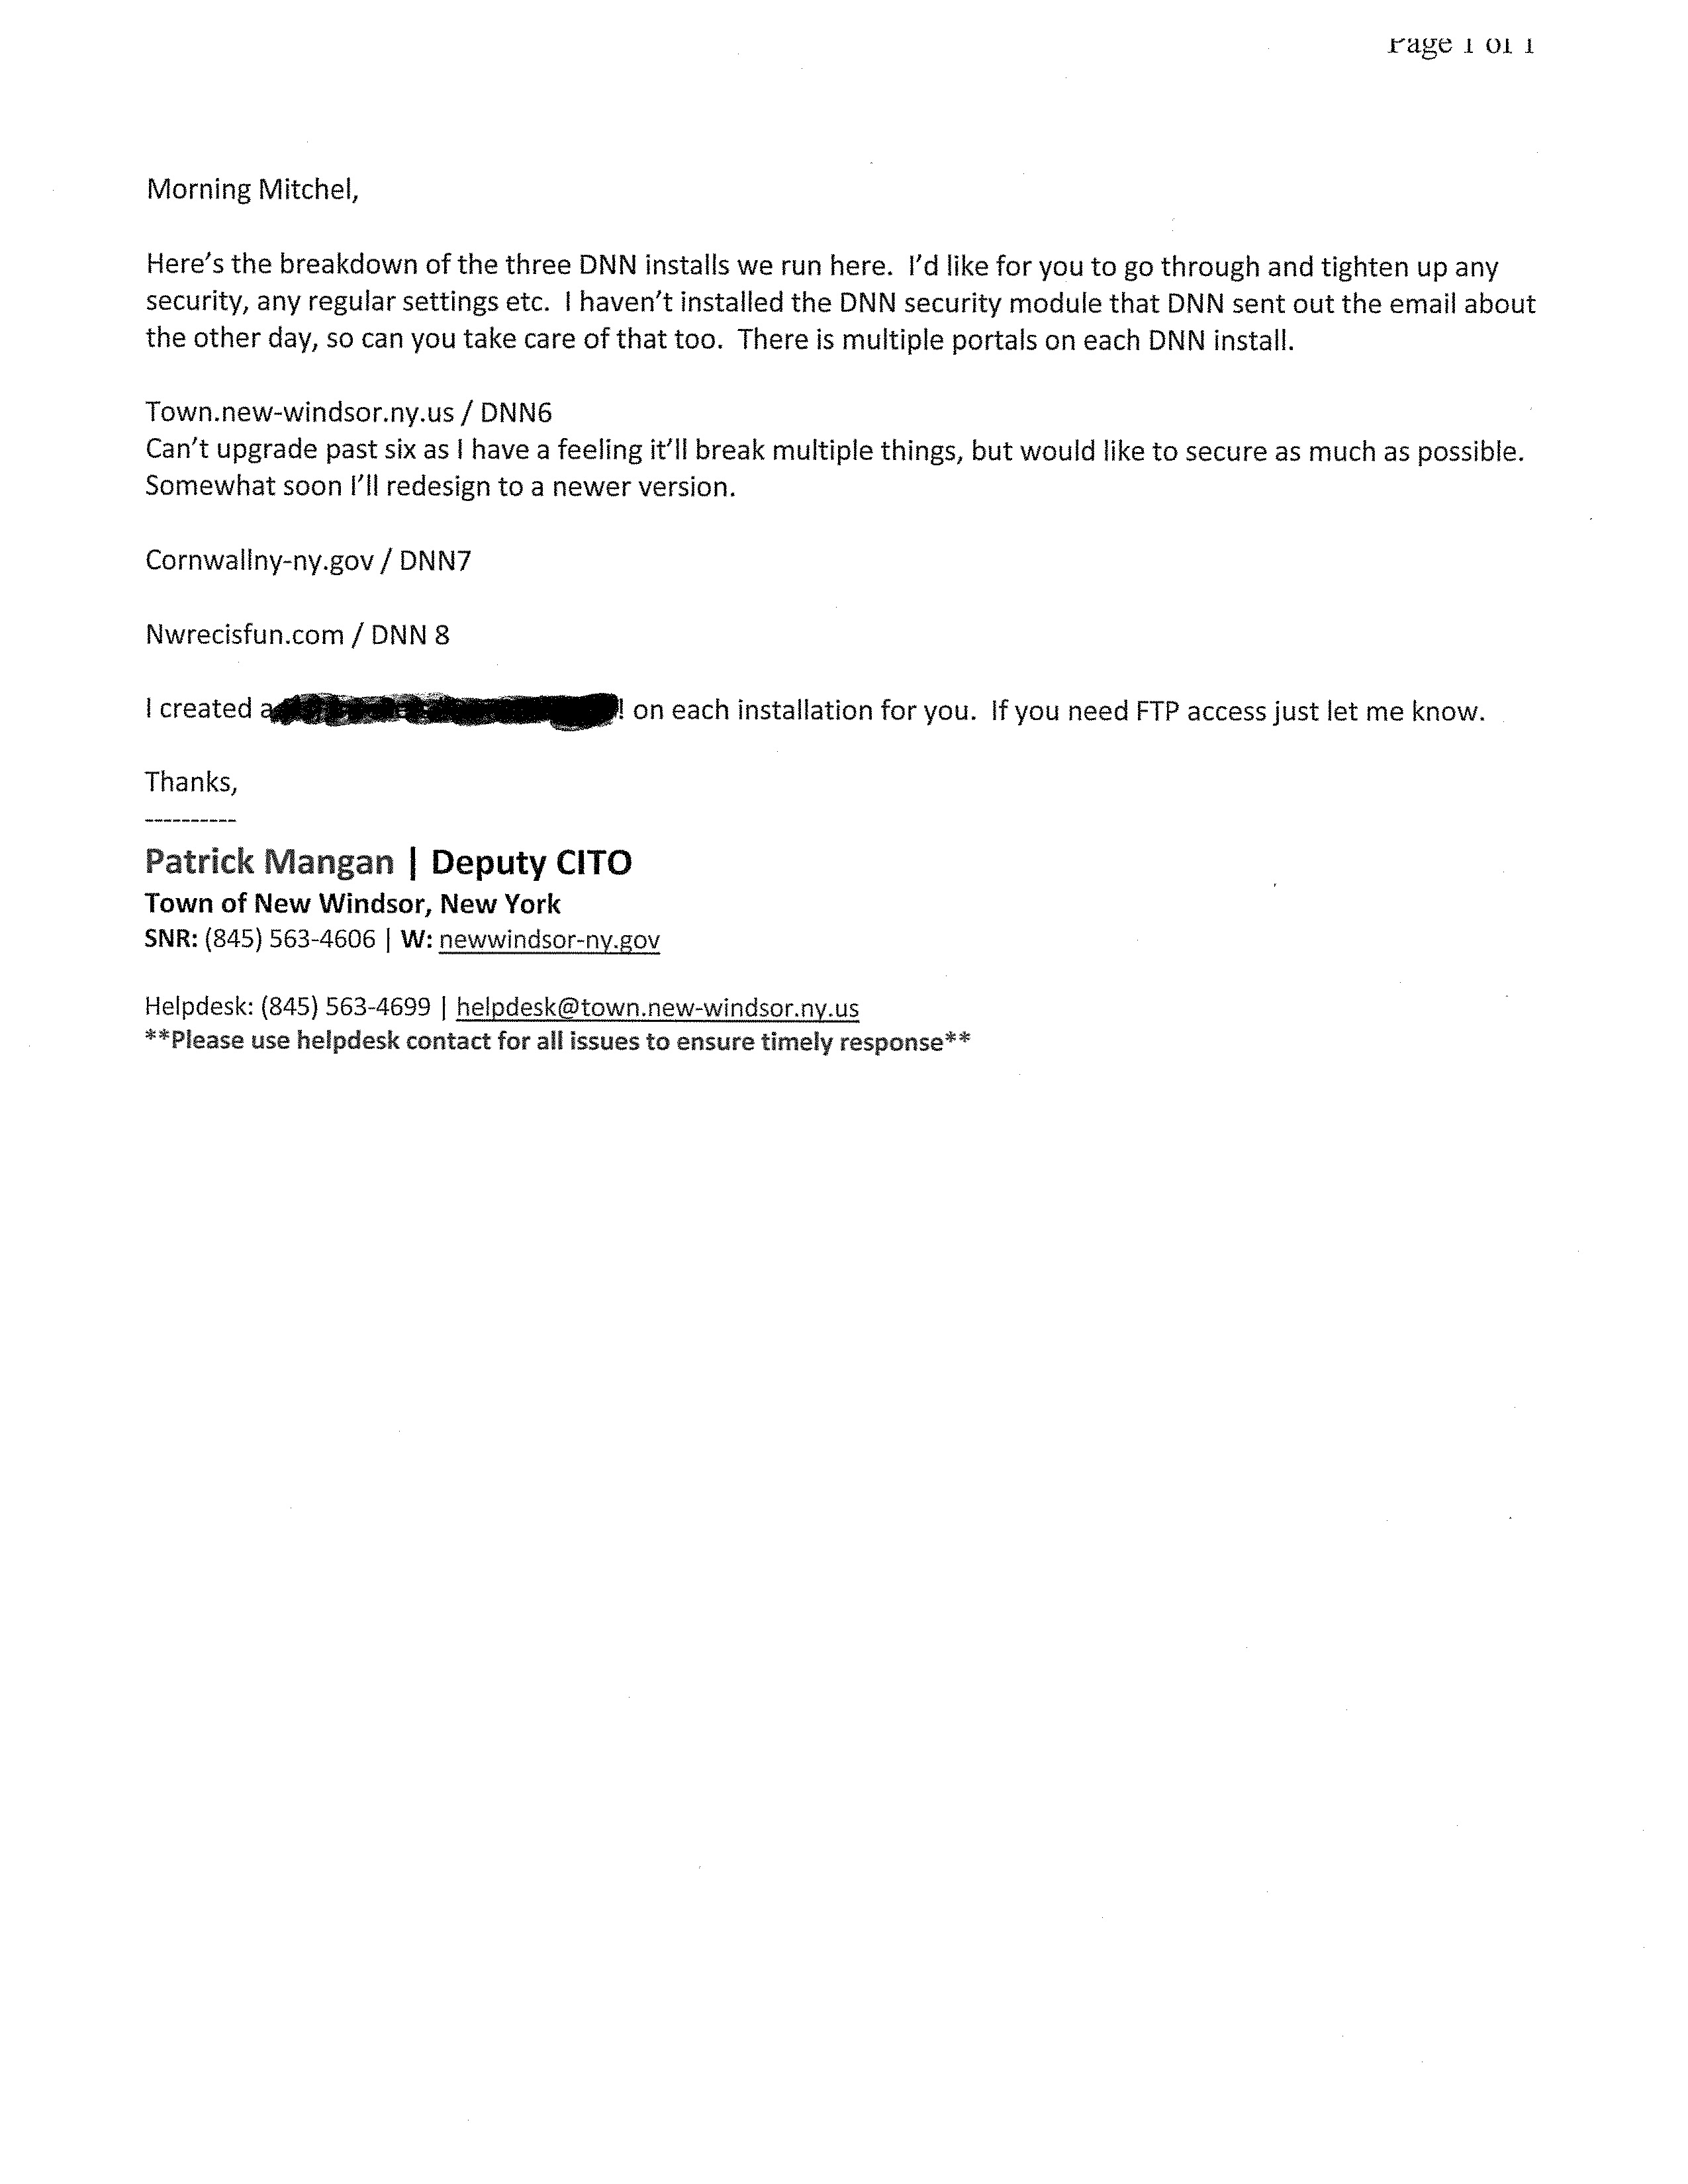 Page 1 of 1
Morning Mitchel,
Here's the breakdown of the three DNN installs we run here.  I'd like for you to go through and tighten up any
security, any regular settings etc.  I haven't installed the DNN security module that DNN sent out the email about
the other day, so can you take care of that too.  There is multiple portals on each DNN install.
Town.new-windsor.ny.us / DNN6
Can't upgrade past six as I have a feeling it'll break multiple things, but would like to secure as much as possible.
Somewhat soon I'll redesign to a newer version.
Cornwallny-ny.gov / DNN7
Nwrecisfun.com / DNN 8
I created a ! on each installation for you.  If you need FTP access just let me know.
Thanks,
----------
Patrick Mangan | Deputy CITO
Town of New Windsor, New York
SNR: (845) 563-4606 | W: newwindsor-ny.gov
Helpdesk: (845) 563-4699 | helpdesk@town.new-windsor.ny.us
**Please use helpdesk contact for all issues to ensure timely response**